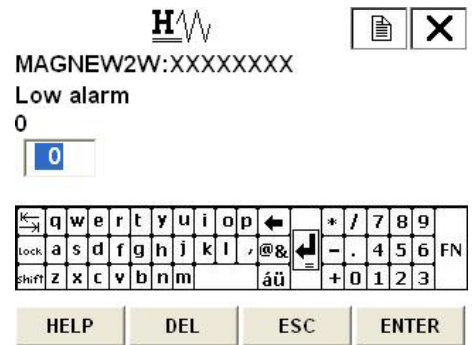 H
MAGNEW2W:XXXXXXXX
Low alarm
0
0
q w e r t y u i o p * / 7 8 9
Lock a s d f g h j k l , @& - . 4 5 6 FN
Shift z x c v b n m áü = + 0 1 2 3
HELP DEL ESC ENTER